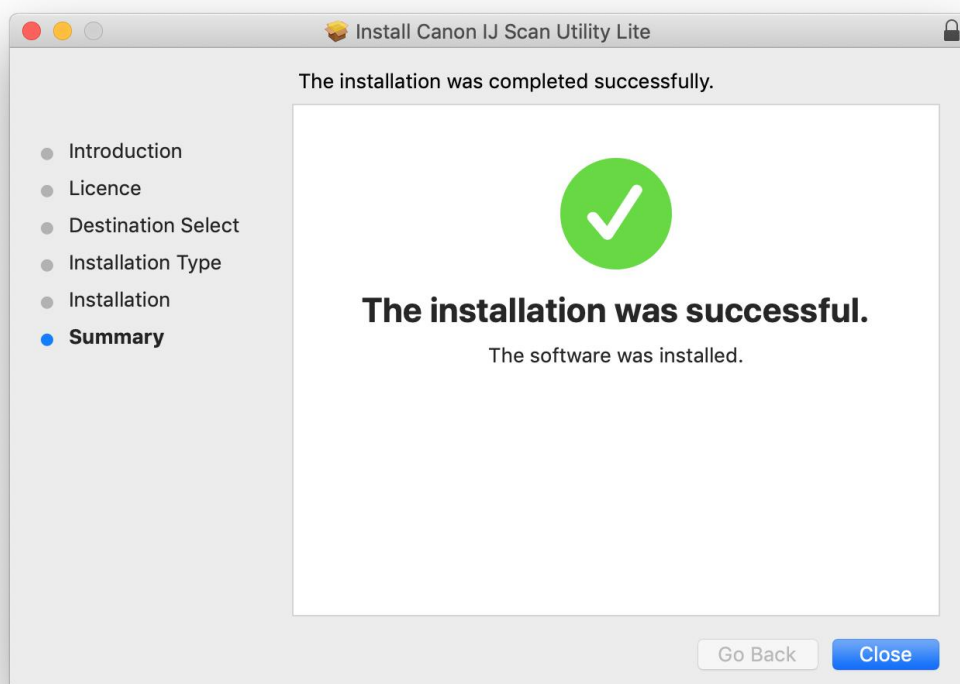 Install Canon IJ Scan Utility Lite
The installation was completed successfully.
Introduction
Licence
Destination Select
Installation Type
Installation
Summary
The installation was successful.
The software was installed.
Go Back
Close